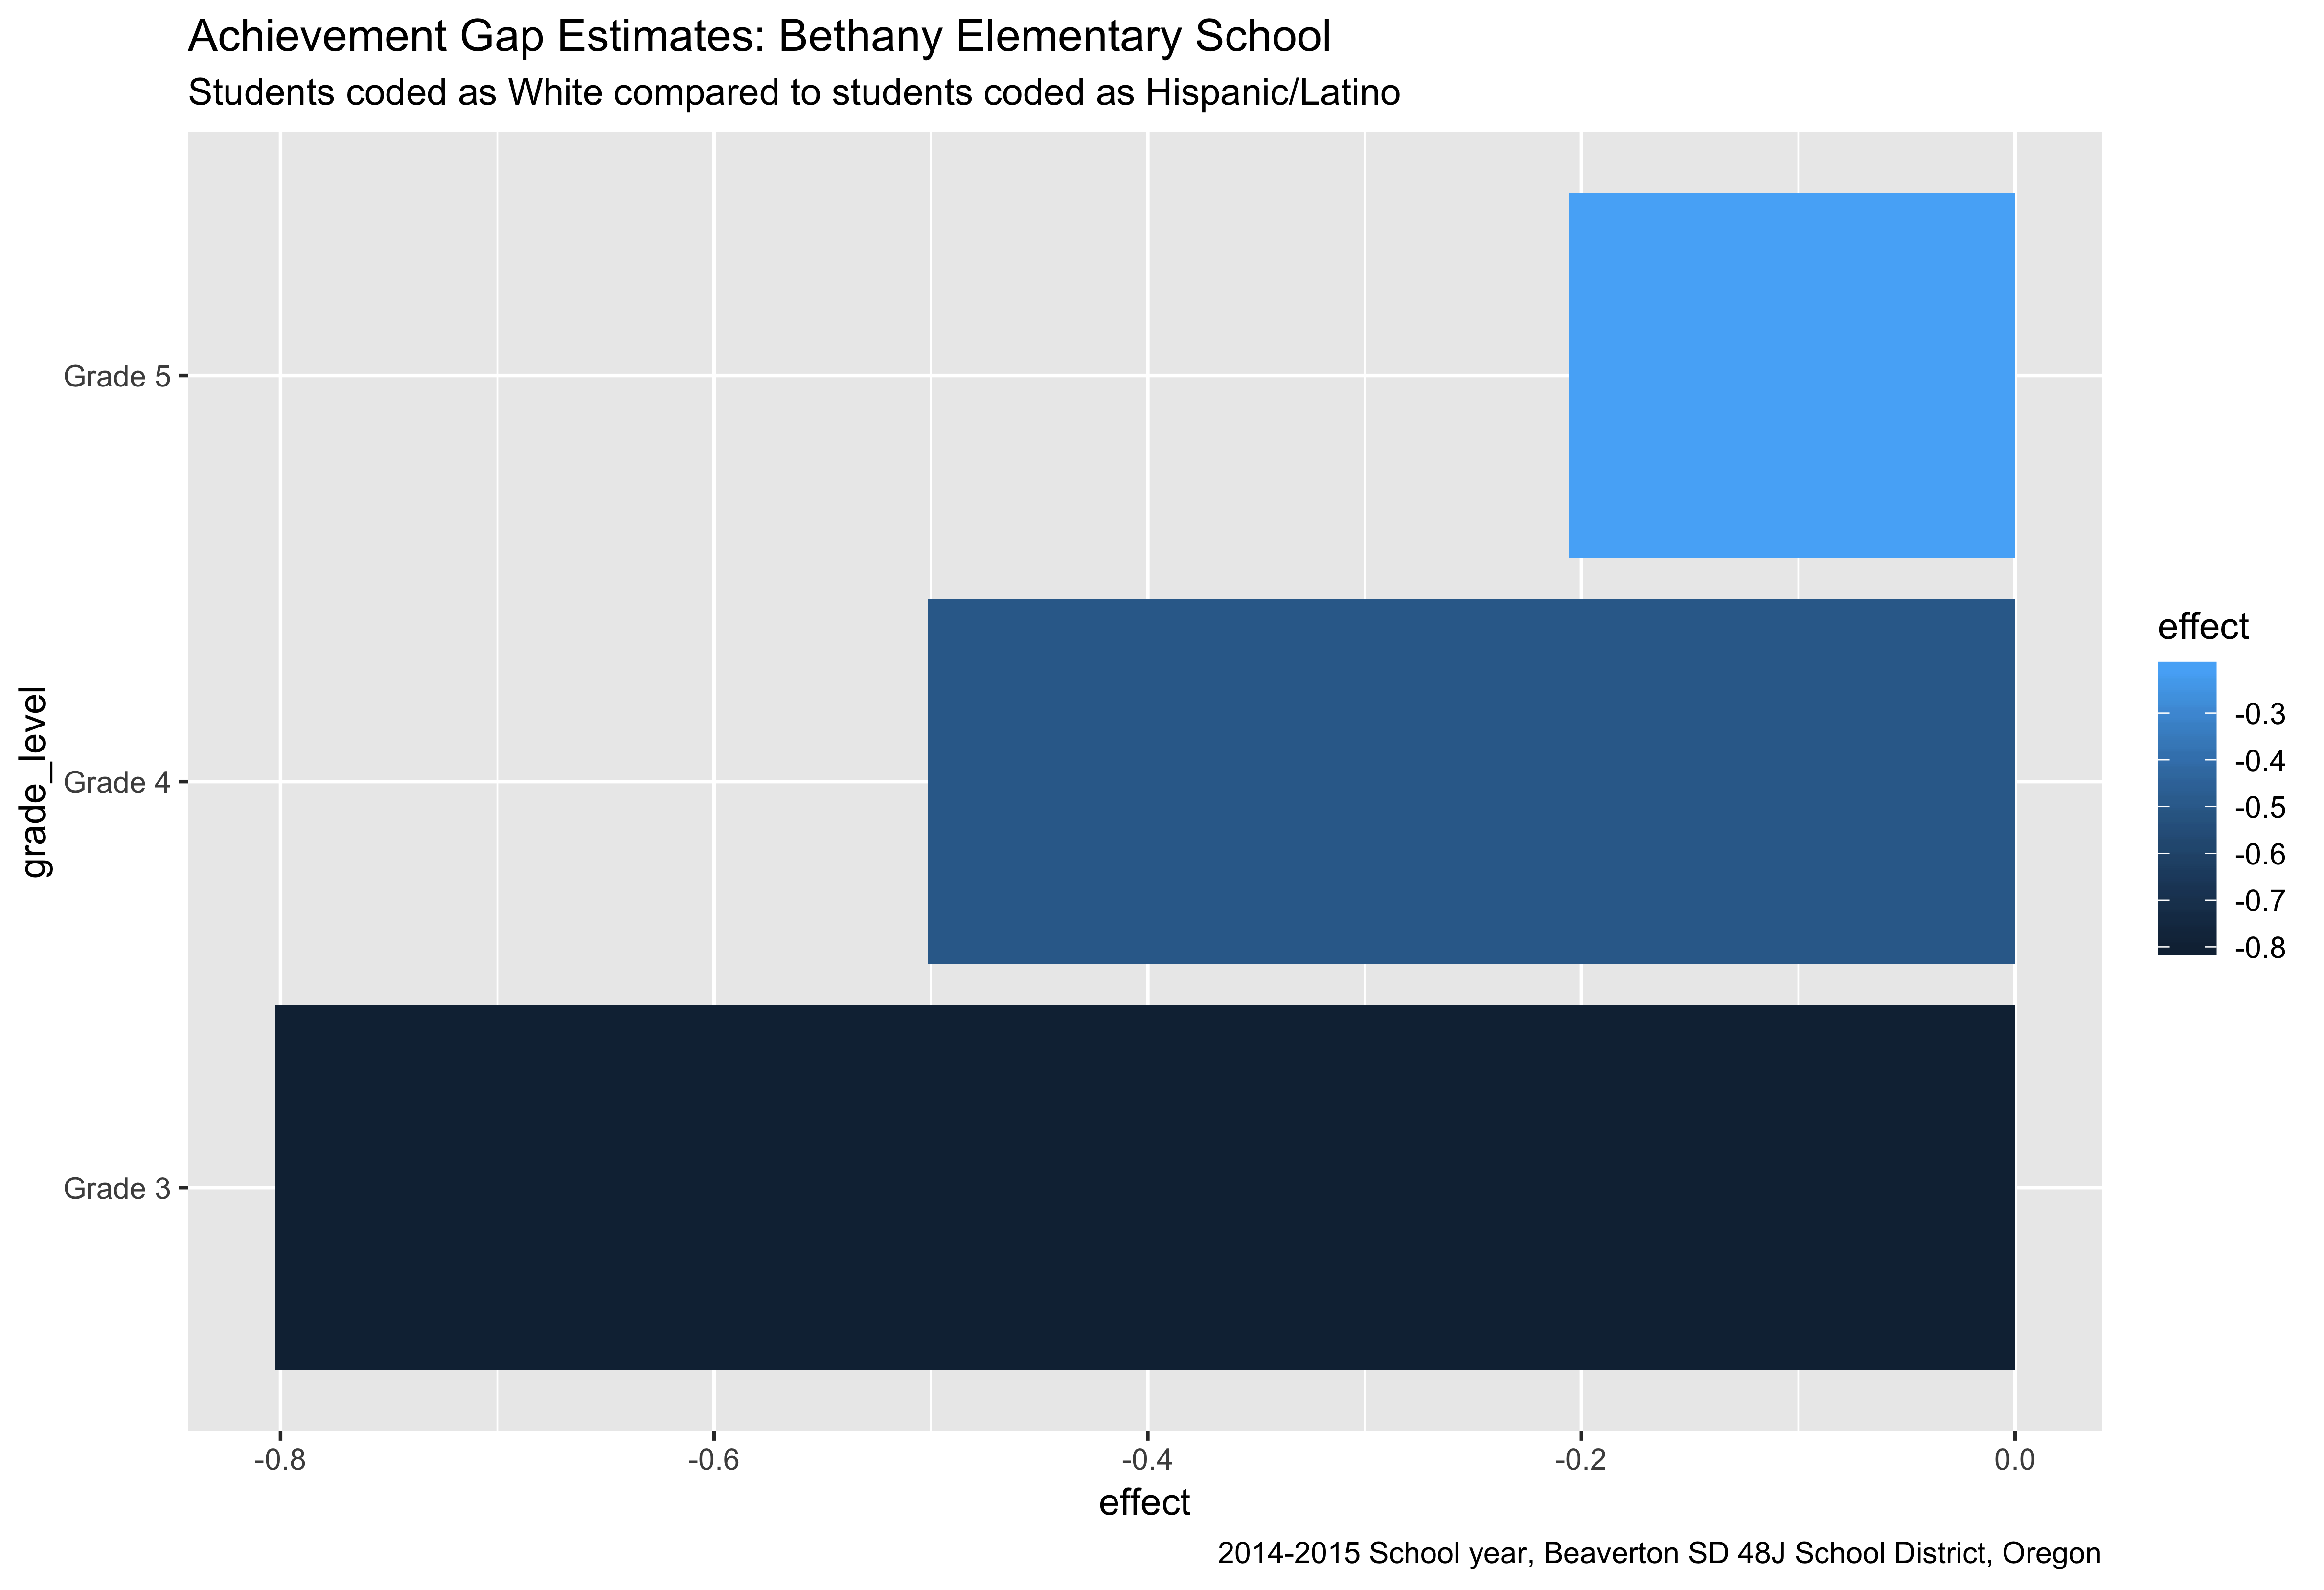 Achievement Gap Estimates: Bethany Elementary School
Students coded as White compared to students coded as Hispanic/Latino
grade_level
Grade 5
Grade 4
Grade 3
-0.8 -0.6 -0.4 -0.2 0.0
effect
effect
-0.3
-0.4
-0.5
-0.6
-0.7
-0.8
2014-2015 School year, Beaverton SD 48J School District, Oregon